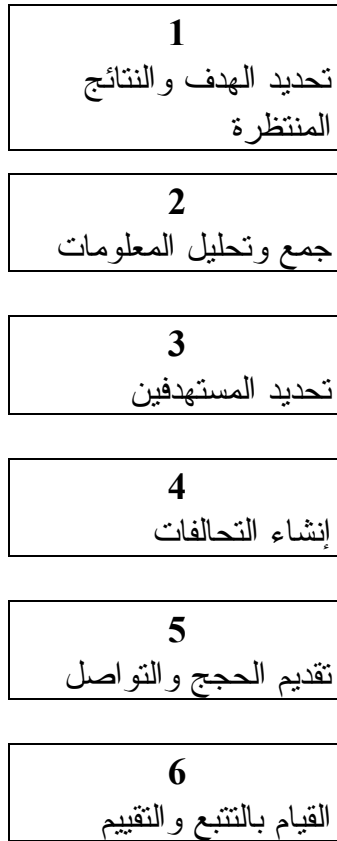 1
تحديد الهدف والنتائج
المنتظرة
2
جمع وتحليل المعلومات
3
تحديد المستهدفين
4
إنشاء التحالفات
5
تقديم الحجج والتواصل
6
القيام بالتتبع والتقييم